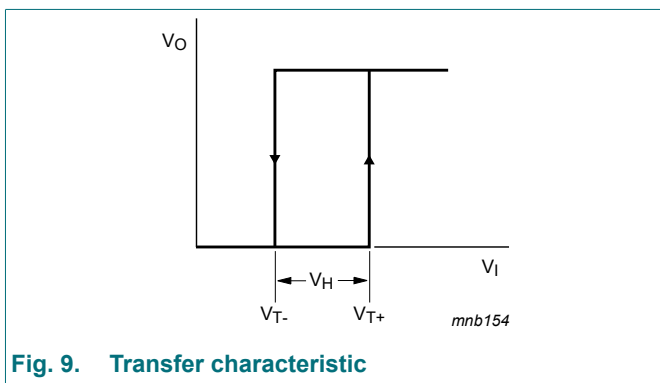 VO
VH
VI
VT-
VT+
mnb154
Fig. 9. Transfer characteristic